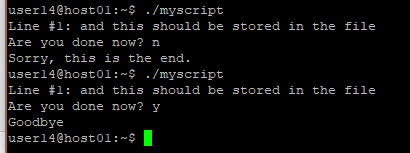 user14@host01:~$ ./myscript
Line #1: and this should be stored in the file
Are you done now? n
Sorry, this is the end.
user14@host01:~$ ./myscript
Line #1: and this should be stored in the file
Are you done now? y
Goodbye
user14@host01:~$